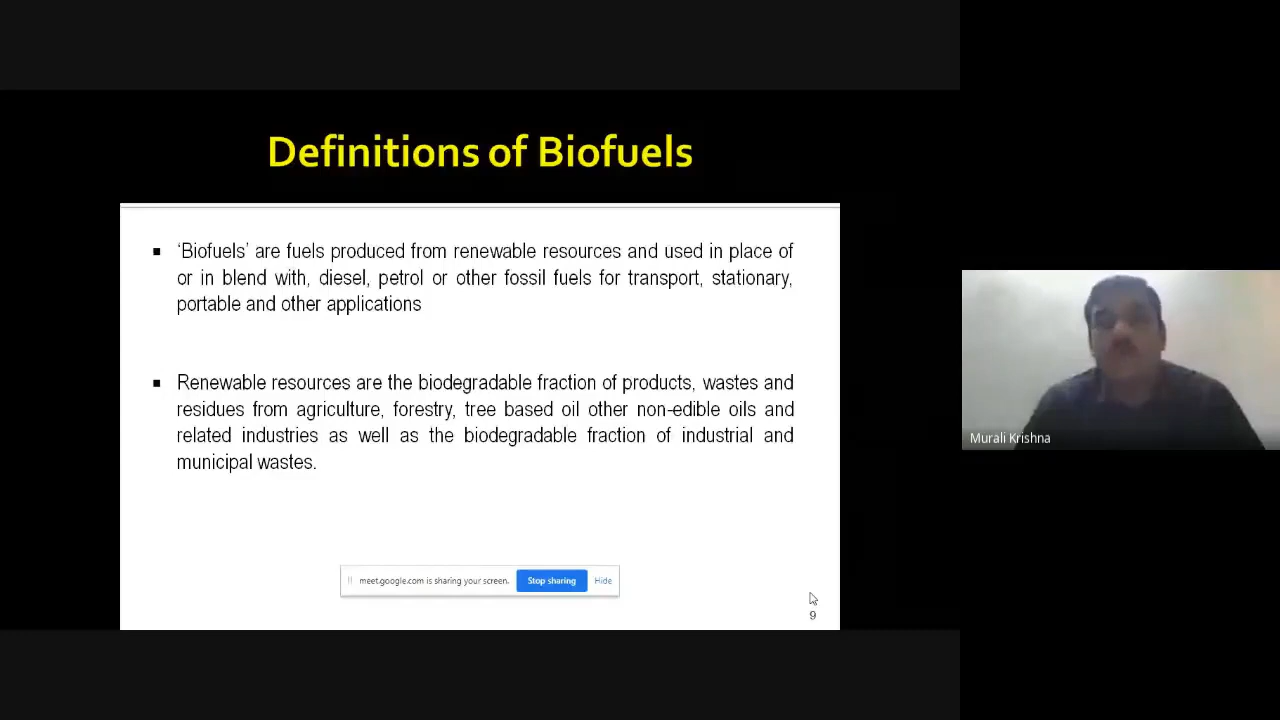 Definitions of Biofuels
‘Biofuels’ are fuels produced from renewable resources and used in place of
or in blend with, diesel, petrol or other fossil fuels for transport, stationary,
portable and other applications
Renewable resources are the biodegradable fraction of products, wastes and
residues from agriculture, forestry, tree based oil other non-edible oils and
related industries as well as the biodegradable fraction of industrial and
municipal wastes.
meet.google.com is sharing your screen. Stop sharing Hide
9
Murali Krishna